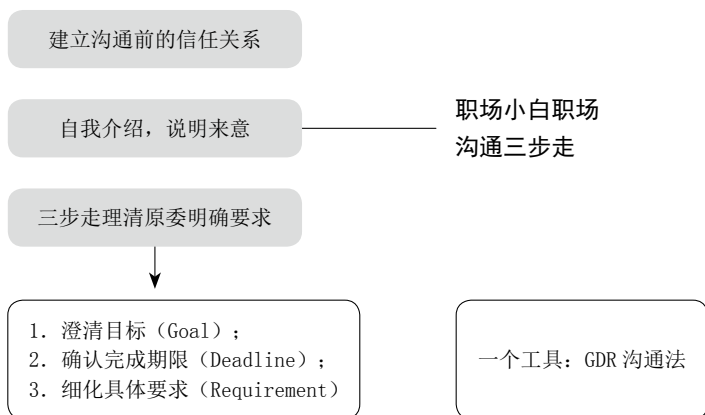 建立沟通前的信任关系
自我介绍，说明来意
职场小白职场
沟通三步走
三步走理清原委明确要求
1. 澄清目标（Goal）；
2. 确认完成期限（Deadline）；
3. 细化具体要求（Requirement）
一个工具：GDR 沟通法